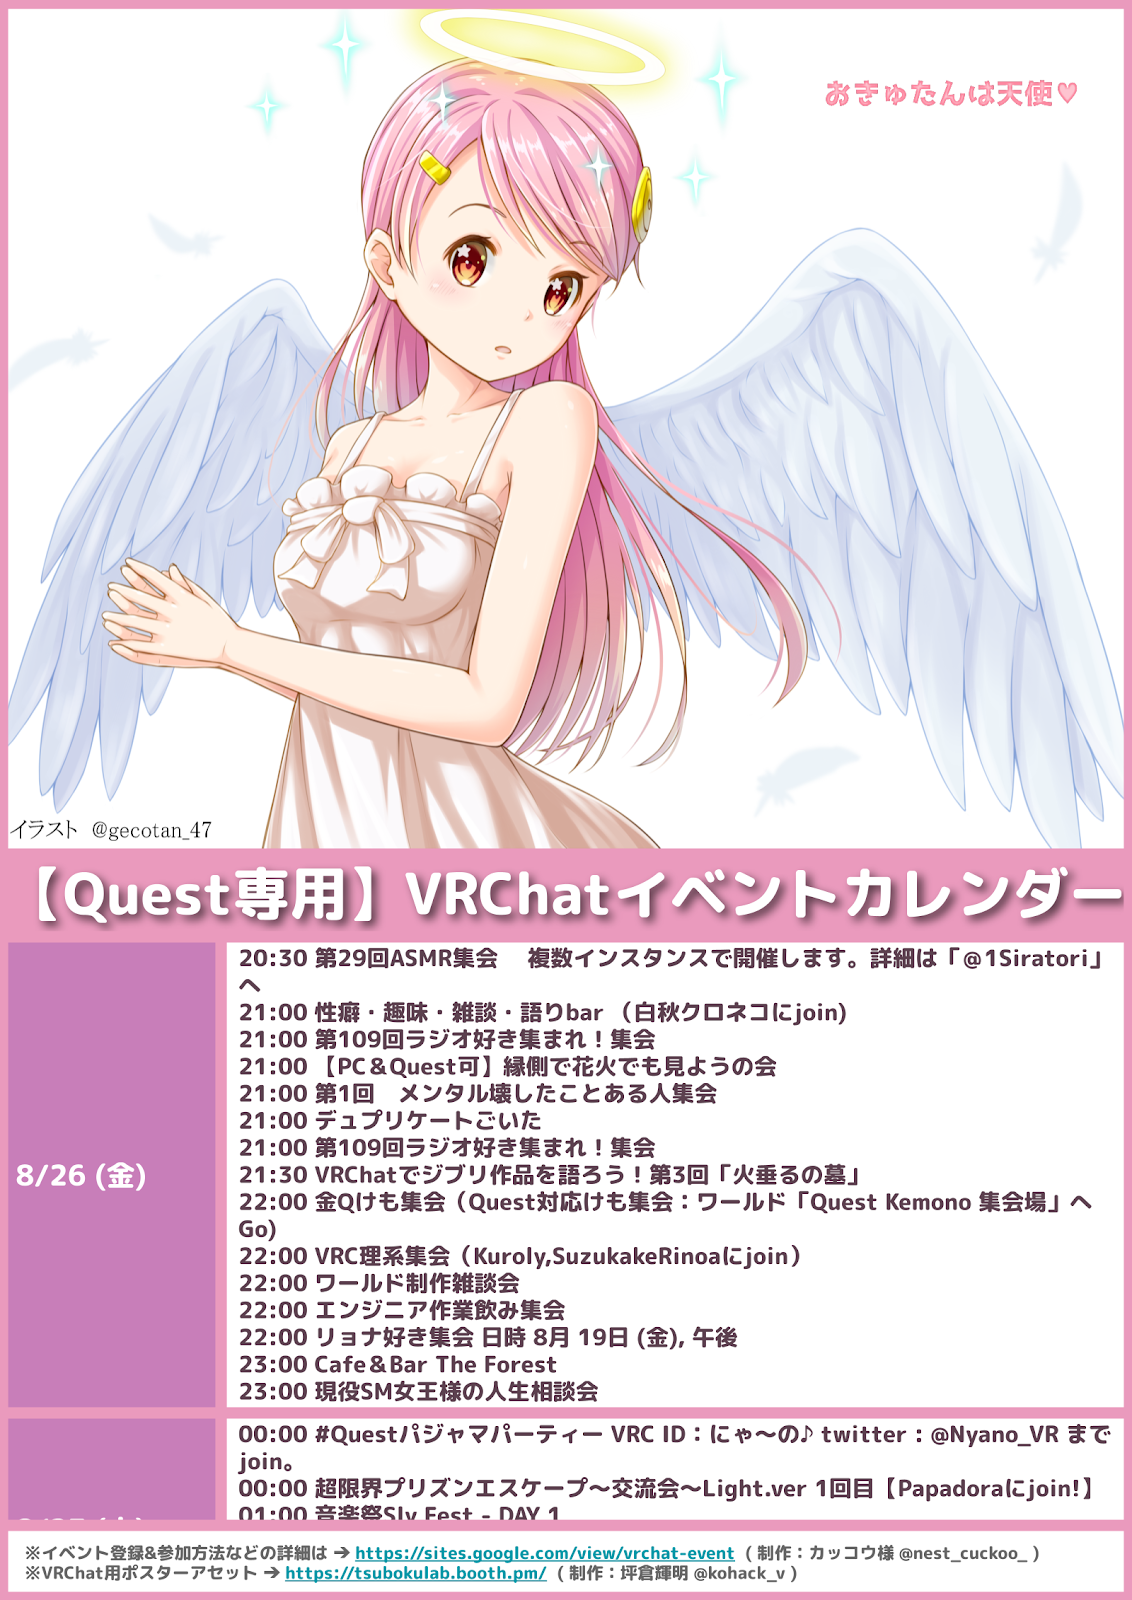 おきゅたんは天使♥
イラスト @gecotan_47
【Quest専用】VRChatイベントカレンダー
8/26 (金)
20:30 第29回ASMR集会　複数インスタンスで開催します。詳細は「@1Siratori」
へ
21:00 性癖・趣味・雑談・語りbar （白秋クロネコにjoin)
21:00 第109回ラジオ好き集まれ！集会
21:00 【PC＆Quest可】縁側で花火でも見ようの会
21:00 第1回　メンタル壊したことある人集会
21:00 デュプリケートごいた
21:00 第109回ラジオ好き集まれ！集会
21:30 VRChatでジブリ作品を語ろう！第3回「火垂るの墓」
22:00 金Qけも集会（Quest対応けも集会：ワールド「Quest Kemono 集会場」へ
Go)
22:00 VRC理系集会（Kuroly,SuzukakeRinoaにjoin）
22:00 ワールド制作雑談会
22:00 エンジニア作業飲み集会
22:00 リョナ好き集会 日時 8月 19日 (金), 午後
23:00 Cafe＆Bar The Forest
23:00 現役SM女王様の人生相談会
00:00 #Questパジャマパーティー VRC ID：にゃ〜の♪ twitter : @Nyano_VR まで
join。
00:00 超限界プリズンエスケープ〜交流会〜Light.ver 1回目【Papadoraにjoin!】
01:00 音楽祭Sly Fest - DAY 1
※イベント登録&参加方法などの詳細は → https://sites.google.com/view/vrchat-event ( 制作：カッコウ様 @nest_cuckoo_ )
※VRChat用ポスターアセット → https://tsubokulab.booth.pm/ ( 制作：坪倉輝明 @kohack_v )